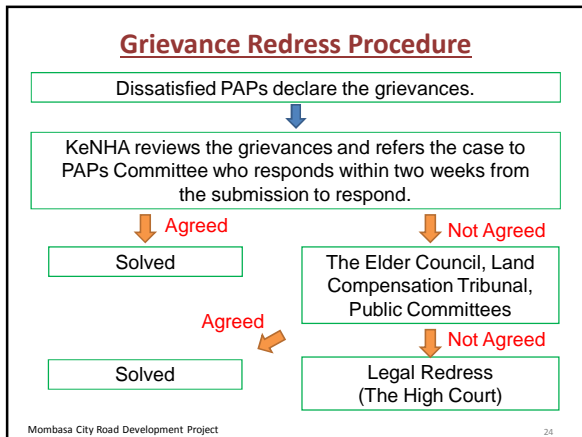 Grievance Redress Procedure
Dissatisfied PAPs declare the grievances.
KeNHA reviews the grievances and refers the case to
PAPs Committee who responds within two weeks from
the submission to respond.
Agreed
Not Agreed
Solved
The Elder Council, Land
Compensation Tribunal,
Public Committees
Agreed
Not Agreed
Solved
Legal Redress
(The High Court)
Mombasa City Road Development Project
24